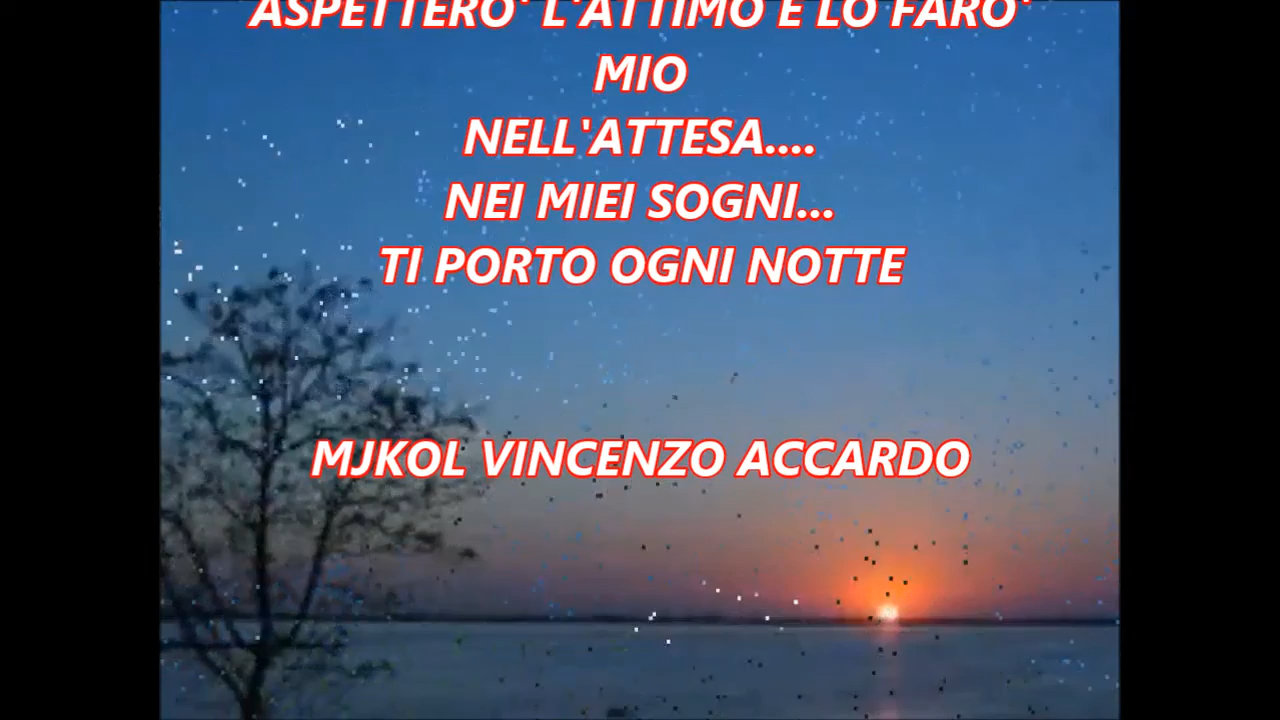 ASPETTERO' L'ATTIMO E LO FARO'
MIO
NELL'ATTESA....
NEI MIEI SOGNI...
TI PORTO OGNI NOTTE
MJKOL VINCENZO ACCARDO